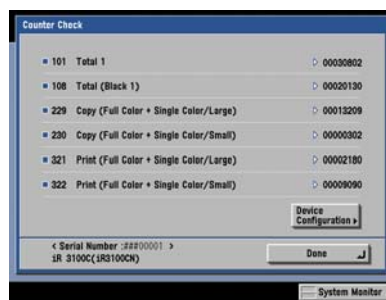 Counter Check
101 Total 1 00030802
108 Total (Black 1) 00020130
229 Copy (Full Color + Single Color/Large) 00013209
230 Copy (Full Color + Single Color/Small) 00000302
321 Print (Full Color + Single Color/Large) 00002180
322 Print (Full Color + Single Color/Small) 00009090
Device
Configuration
< Serial Number :###00001 >
iR 3100C(iR3100CN)
Done
System Monitor